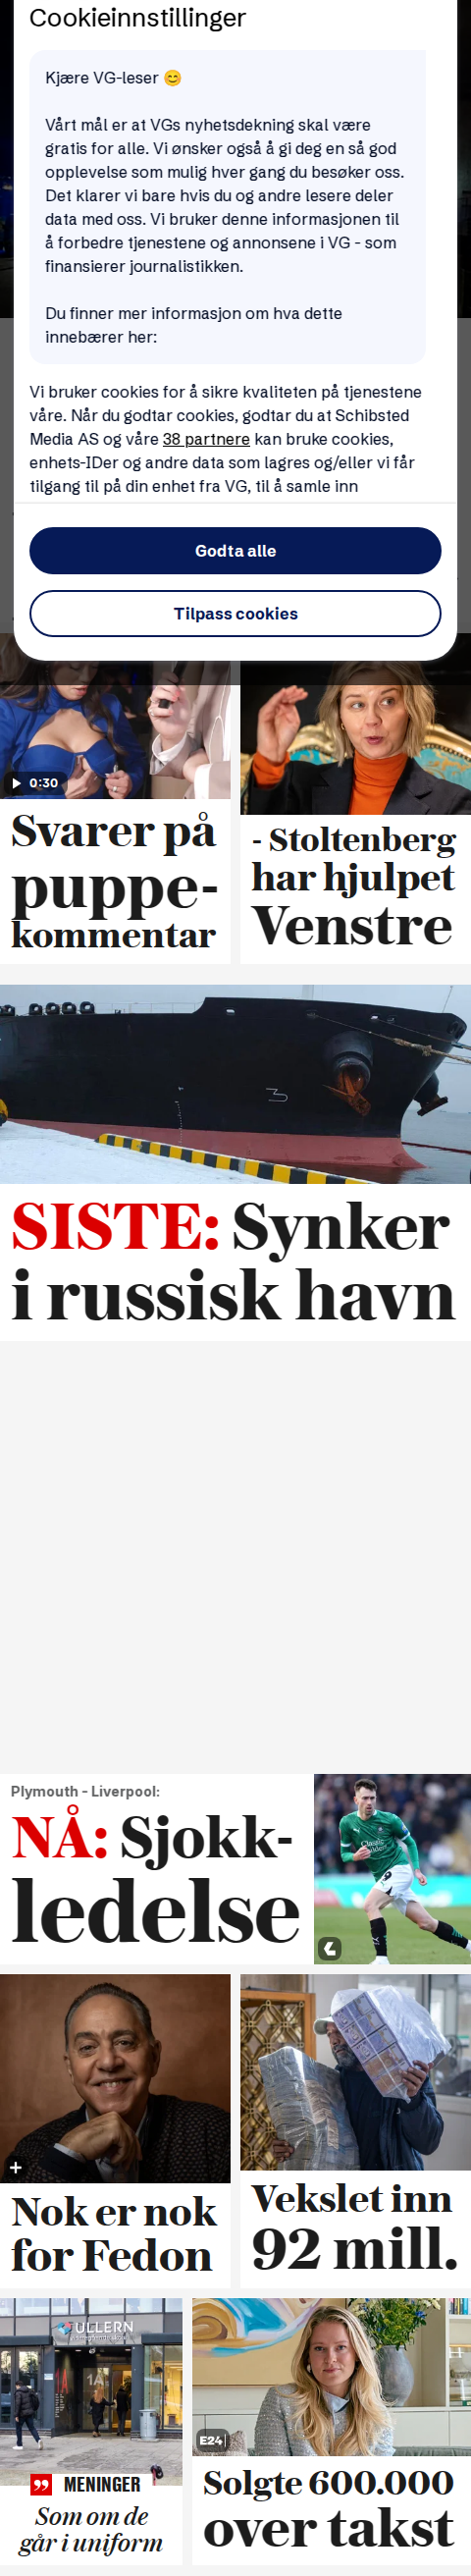 Cookieinnstillinger
Kjære VG-leser 😊
Vårt mål er at VGs nyhetsdekning skal være
gratis for alle. Vi ønsker også å gi deg en så god
opplevelse som mulig hver gang du besøker oss.
Det klarer vi bare hvis du og andre lesere deler
data med oss. Vi bruker denne informasjonen til
å forbedre tjenestene og annonsene i VG - som
finansierer journalistikken.
Du finner mer informasjon om hva dette
innebærer her:
Vi bruker cookies for å sikre kvaliteten på tjenestene
våre. Når du godtar cookies, godtar du at Schibsted
Media AS og våre 38 partnere kan bruke cookies,
enhets-IDer og andre data som lagres og/eller vi får
tilgang til på din enhet fra VG, til å samle inn
Godta alle
Tilpass cookies
0:30
Svarer på
puppe-
kommentar
- Stoltenberg
har hjulpet
Venstre
SISTE: Synker
i russisk havn
Plymouth - Liverpool:
NÅ: Sjokk-
ledelse
9
Nok er nok
for Fedon
Vekslet inn
92 mill.
ULLERN
1A
MENINGER
Som om de
går i uniform
E24
Solgte 600.000
over takst